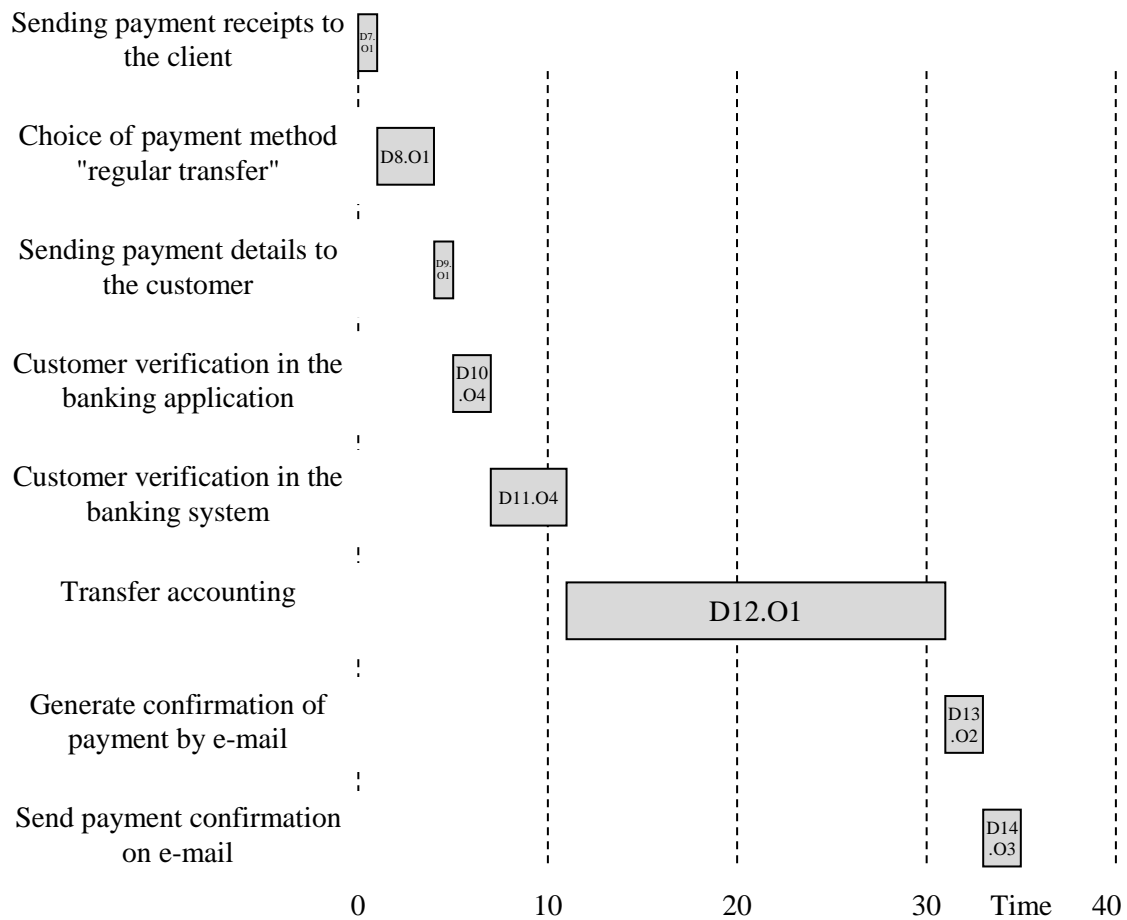 Sending payment receipts to
the client
D7.
O1
Choice of payment method
"regular transfer"
D8.O1
Sending payment details to
the customer
D9.
O1
Customer verification in the
banking application
D10
.O4
Customer verification in the
banking system
D11.O4
Transfer accounting
D12.O1
Generate confirmation of
payment by e-mail
D13
.O2
Send payment confirmation
on e-mail
D14
.O3
0 10 20 30 Time 40